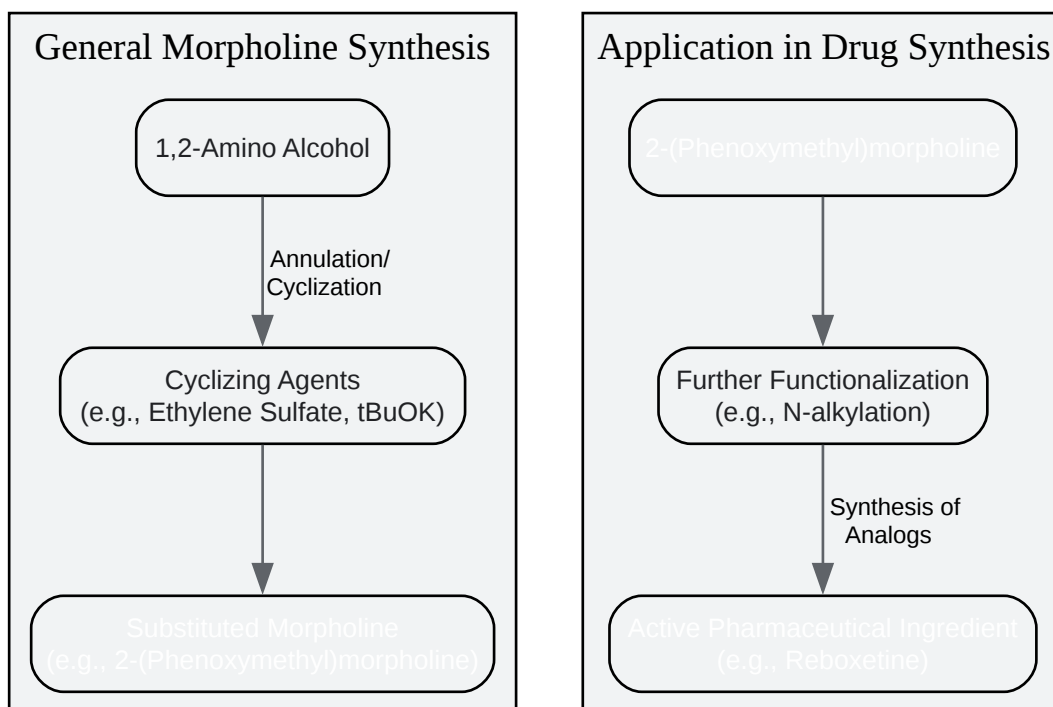 General Morpholine Synthesis
1,2-Amino Alcohol
Annulation/
Cyclization
Cyclizing Agents
(e.g., Ethylene Sulfate, tBuOK)
Substituted Morpholine
(e.g., 2-(Phenoxymethyl)morpholine)
Application in Drug Synthesis
2-(Phenoxymethyl)morpholine
Further Functionalization
(e.g., N-alkylation)
Synthesis of
Analogs
Active Pharmaceutical Ingredient
(e.g., Reboxetine)